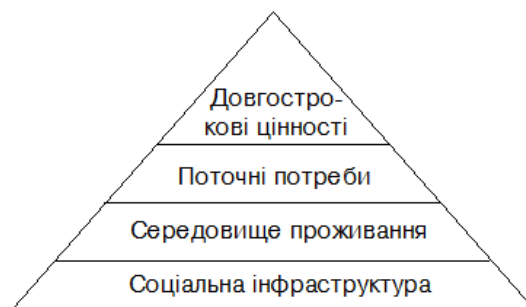 Довгостро-
кові цінності
Поточні потреби
Середовище проживання
Соціальна інфраструктура